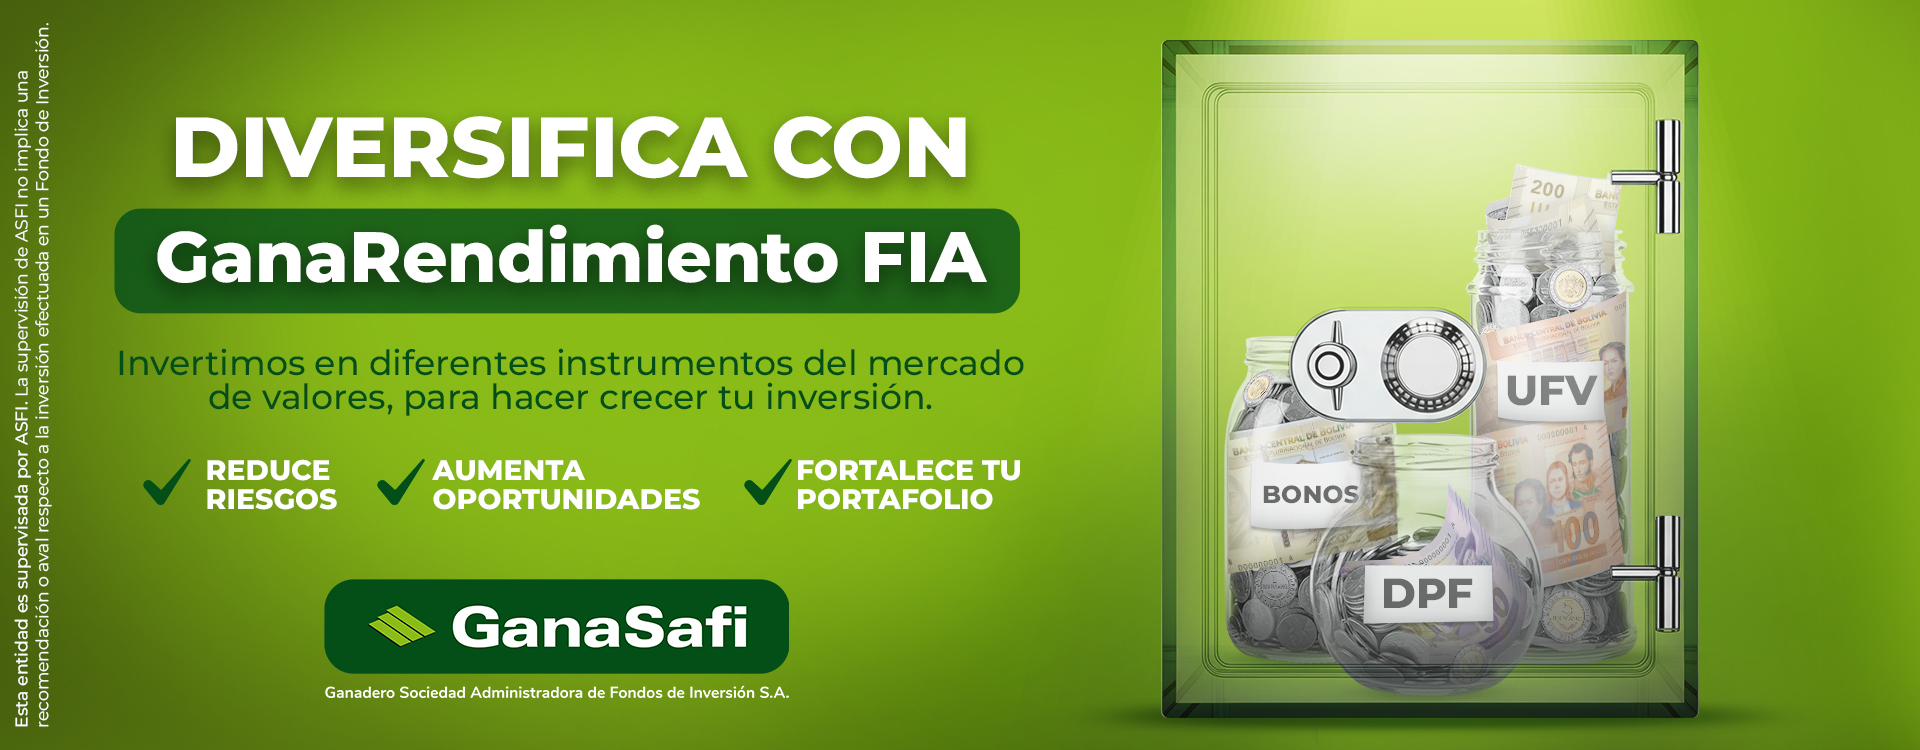 Esta entidad es supervisada por ASFI. La supervisión de ASFI no implica una
recomendación o aval respecto a la inversión efectuada en un Fondo de Inversión.
DIVERSIFICA CON
GanaRendimiento FIA
Invertimos en diferentes instrumentos del mercado
de valores, para hacer crecer tu inversión.
REDUCE
RIESGOS
AUMENTA
OPORTUNIDADES
FORTALECE TU
PORTAFOLIO
GanaSafi
Ganadero Sociedad Administradora de Fondos de Inversión S.A.
200
UFV
BONOS
100
DPF